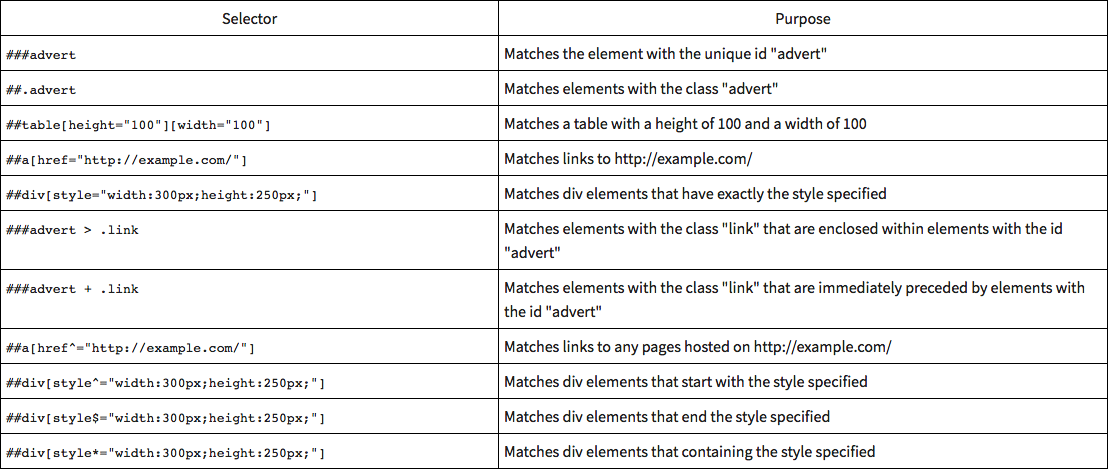 Selector Purpose
###advert Matches the element with the unique id "advert"
##.advert Matches elements with the class "advert"
##table[height="100"][width="100"] Matches a table with a height of 100 and a width of 100
##a[href="http://example.com/"] Matches links to http://example.com/
##div[style="width:300px;height:250px;"] Matches div elements that have exactly the style specified
###advert > .link Matches elements with the class "link" that are enclosed within elements with the id
"advert"
###advert + .link Matches elements with the class "link" that are immediately preceded by elements with
the id "advert"
##a[href^="http://example.com/"] Matches links to any pages hosted on http://example.com/
##div[style^="width:300px;height:250px;"] Matches div elements that start with the style specified
##div[style$="width:300px;height:250px;"] Matches div elements that end the style specified
##div[style*="width:300px;height:250px;"] Matches div elements that containing the style specified